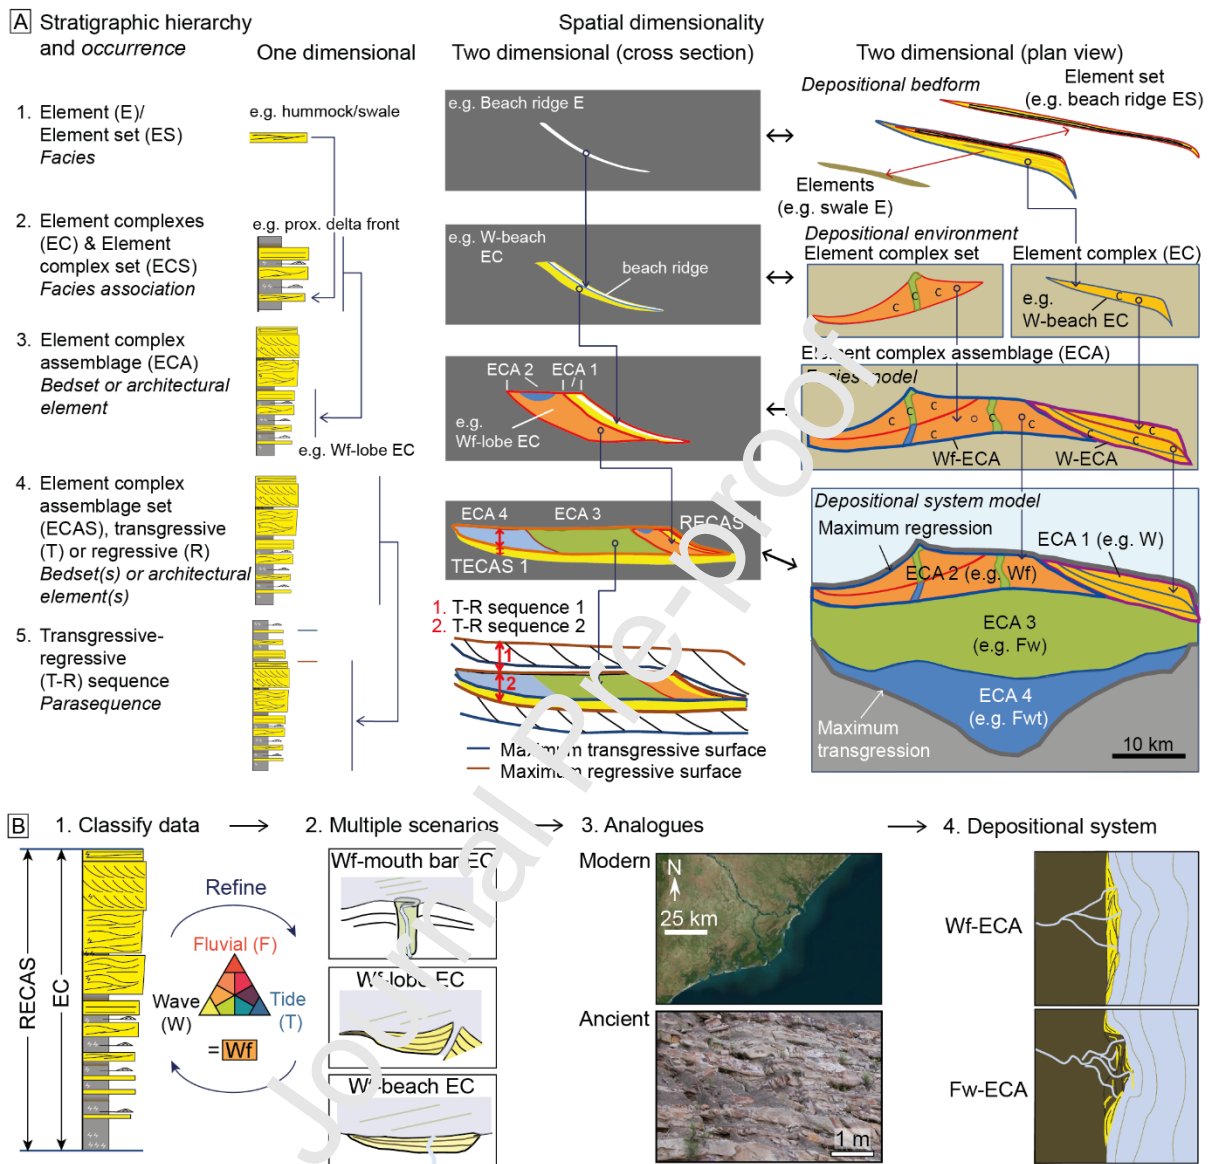 A Stratigraphic hierarchy
and occurrence
Spatial dimensionality
One dimensional
Two dimensional (cross section)
Two dimensional (plan view)
1. Element (E)/
Element set (ES)
Facies
e.g. hummock/swale
e.g. Beach ridge E
Depositional bedform
Element set
(e.g. beach ridge ES)
Elements
(e.g. swale E)
2. Element complexes
(EC) & Element
complex set (ECS)
Facies association
e.g. prox. delta front
e.g. W-beach
EC
beach ridge
Depositional environment
Element complex set
Element complex (EC)
C
C
C
e.g.
W-beach EC
C
C
3. Element complex
assemblage (ECA)
Bedset or architectural
element
e.g. Wf-lobe EC
ECA 2
ECA 1
e.g.
Wf-lobe EC
Element complex assemblage (ECA)
Facies model
C
C
C
C
C
C
C
C
C
Wf-ECA
W-ECA
4. Element complex
assemblage set
(ECAS), transgressive
(T) or regressive (R)
Bedset(s) or architectural
element(s)
ECA 4
ECA 3
RECAS
TECAS 1
Depositional system model
Maximum regression
ECA 1 (e.g. W)
ECA 2 (e.g. Wf)
ECA 3
(e.g. Fw)
ECA 4
(e.g. Fwt)
Maximum
transgression
10 km
5. Transgressive-
regressive
(T-R) sequence
Parasequence
1. T-R sequence 1
2. T-R sequence 2
1
2
Maximum transgressive surface
Maximum regressive surface
B 1. Classify data
2. Multiple scenarios
3. Analogues
4. Depositional system
RECAS
EC
Refine
Fluvial (F)
Wave
(W)
Tide
(T)
= Wf
Wf-mouth bar EC
Wf-lobe EC
Wf-beach EC
Modern
N
25 km
Ancient
1 m
Wf-ECA
Fw-ECA
Journal Pre-proof